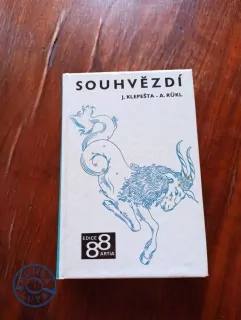 SOUHVĚZDÍ
J. KLEPEŠTA - A. RÜKL
EDICE
88
ARTIA